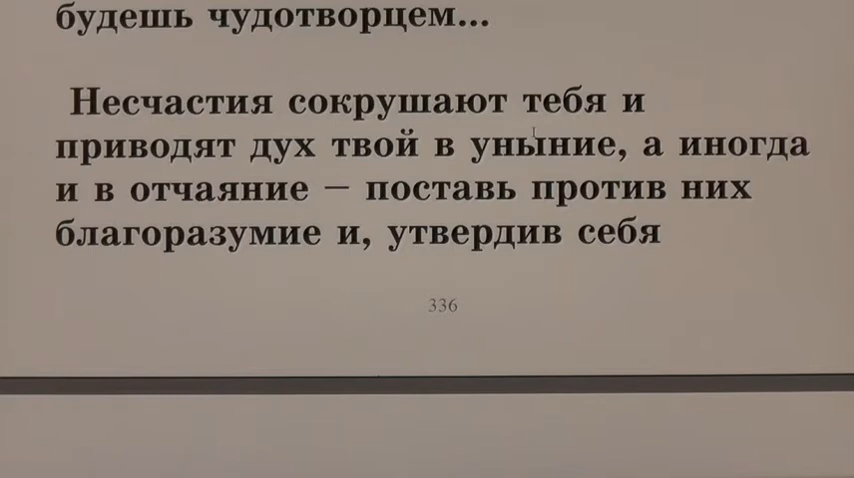 будешь чудотворцем...
Несчастия сокрушают тебя и
приводят дух твой в уныние, а иногда
и в отчаяние — поставь против них
благоразумие и, утвердив себя
336